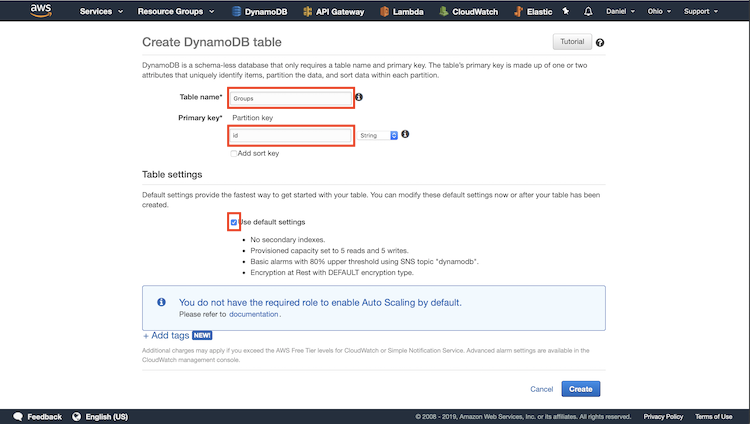 aws Services Resource Groups DynamoDB API Gateway Lambda CloudWatch Elastic Daniel Ohio Support
Create DynamoDB table Tutorial
DynamoDB is a schema-less database that only requires a table name and primary key. The table's primary key is made up of one or two
attributes that uniquely identify items, partition the data, and sort data within each partition.
Table name* Groups
Primary key* Partition key
id String
Add sort key
Table settings
Default settings provide the fastest way to get started with your table. You can modify these default settings now or after your table has been
created.
Use default settings
• No secondary indexes.
• Provisioned capacity set to 5 reads and 5 writes.
• Basic alarms with 80% upper threshold using SNS topic "dynamodb".
• Encryption at Rest with DEFAULT encryption type.
You do not have the required role to enable Auto Scaling by default.
Please refer to documentation.
+ Add tags NEW!
Additional charges may apply if you exceed the AWS Free Tier levels for CloudWatch or Simple Notification Service. Advanced alarm settings are available in the
CloudWatch management console.
Cancel Create
Feedback English (US) © 2008 - 2019, Amazon Web Services, Inc. or its affiliates. All rights reserved. Privacy Policy Terms of Use